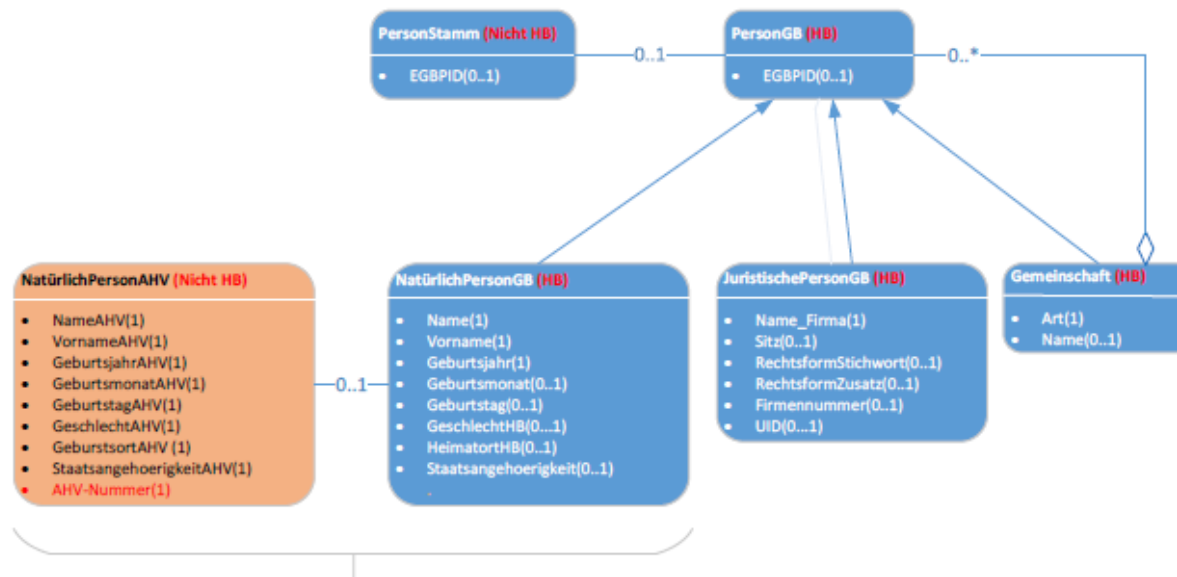 PersonStamm (Nicht HB)
• EGBPID(0..1)
0..1
PersonGB (HB)
• EGBPID(0..1)
0..*
NatürlichPersonAHV (Nicht HB)
• NameAHV(1)
• VornameAHV(1)
• GeburtsjahrAHV(1)
• GeburtsmonatAHV(1)
• GeburtstagAHV(1)
• GeschlechtAHV(1)
• GeburstsortAHV (1)
• StaatsangehoerigkeitAHV(1)
• AHV-Nummer(1)
0..1
NatürlichPersonGB (HB)
• Name(1)
• Vorname(1)
• Geburtsjahr(1)
• Geburtsmonat(0..1)
• Geburtstag(0..1)
• GeschlechtHB(0...1)
• HeimatortHB(0..1)
• Staatsangehoerigkeit(0..1)
JuristischePersonGB (HB)
• Name_Firma(1)
• Sitz(0..1)
• RechtsformStichwort(0..1)
• RechtsformZusatz(0..1)
• Firmennummer(0..1)
• UID(0..1)
Gemeinschaft (HB)
• Art(1)
• Name(0..1)